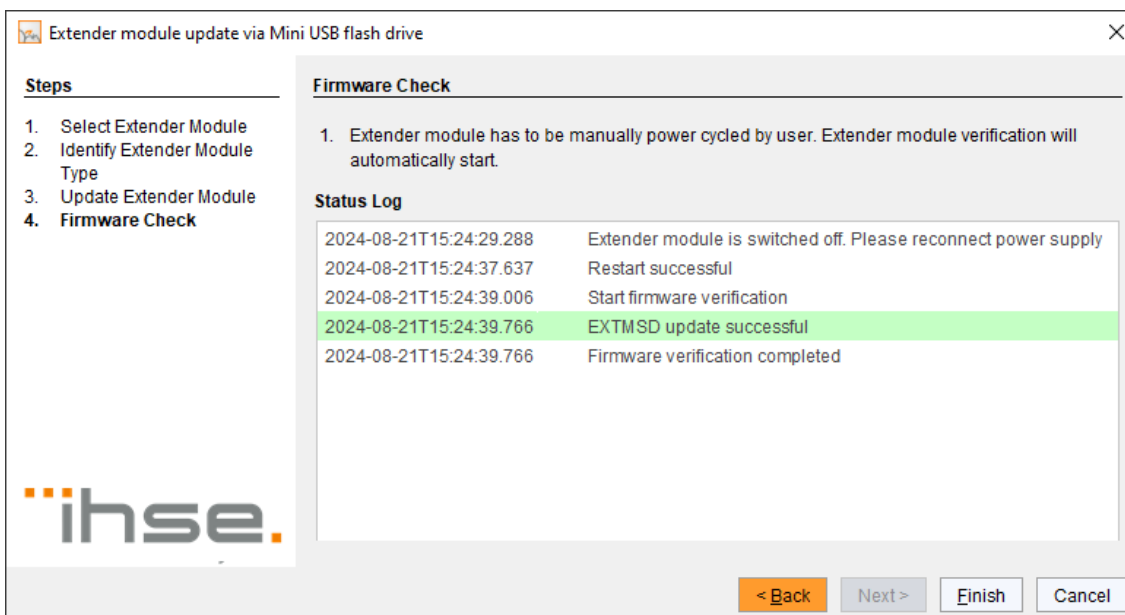 Extender module update via Mini USB flash drive
Steps
1. Select Extender Module
2. Identify Extender Module
Type
3. Update Extender Module
4. Firmware Check
Firmware Check
1. Extender module has to be manually power cycled by user. Extender module verification will
automatically start.
Status Log
2024-08-21T15:24:29.288 Extender module is switched off. Please reconnect power supply
2024-08-21T15:24:37.637 Restart successful
2024-08-21T15:24:39.006 Start firmware verification
2024-08-21T15:24:39.766 EXTMSD update successful
2024-08-21T15:24:39.766 Firmware verification completed
ihse.
< Back Next > Finish Cancel